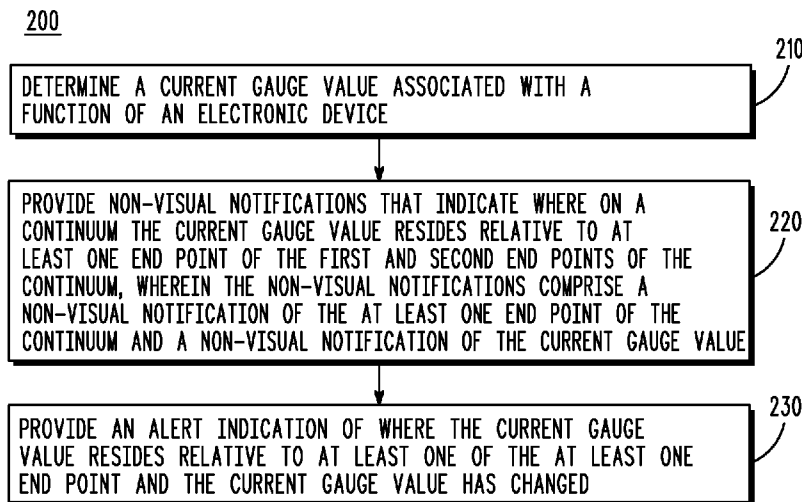 200
210
DETERMINE A CURRENT GAUGE VALUE ASSOCIATED WITH A
FUNCTION OF AN ELECTRONIC DEVICE
220
PROVIDE NON-VISUAL NOTIFICATIONS THAT INDICATE WHERE ON A
CONTINUUM THE CURRENT GAUGE VALUE RESIDES RELATIVE TO AT
LEAST ONE END POINT OF THE FIRST AND SECOND END POINTS OF THE
CONTINUUM, WHEREIN THE NON-VISUAL NOTIFICATIONS COMPRISE A
NON-VISUAL NOTIFICATION OF THE AT LEAST ONE END POINT OF THE
CONTINUUM AND A NON-VISUAL NOTIFICATION OF THE CURRENT GAUGE VALUE
230
PROVIDE AN ALERT INDICATION OF WHERE THE CURRENT GAUGE
VALUE RESIDES RELATIVE TO AT LEAST ONE OF THE AT LEAST ONE
END POINT AND THE CURRENT GAUGE VALUE HAS CHANGED